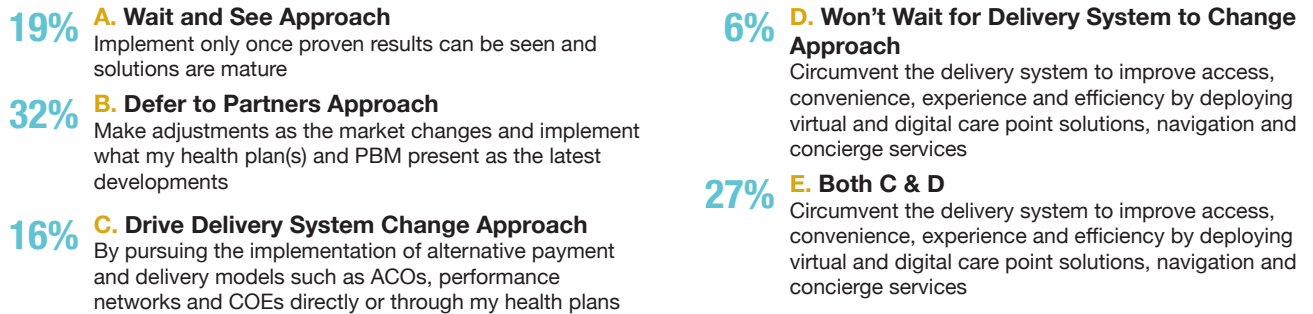 19%
A. Wait and See Approach
Implement only once proven results can be seen and
solutions are mature
32%
B. Defer to Partners Approach
Make adjustments as the market changes and implement
what my health plan(s) and PBM present as the latest
developments
16%
C. Drive Delivery System Change Approach
By pursuing the implementation of alternative payment
and delivery models such as ACOs, performance
networks and COEs directly or through my health plans
6%
D. Won’t Wait for Delivery System to Change
Approach
Circumvent the delivery system to improve access,
convenience, experience and efficiency by deploying
virtual and digital care point solutions, navigation and
concierge services
27%
E. Both C & D
Circumvent the delivery system to improve access,
convenience, experience and efficiency by deploying
virtual and digital care point solutions, navigation and
concierge services